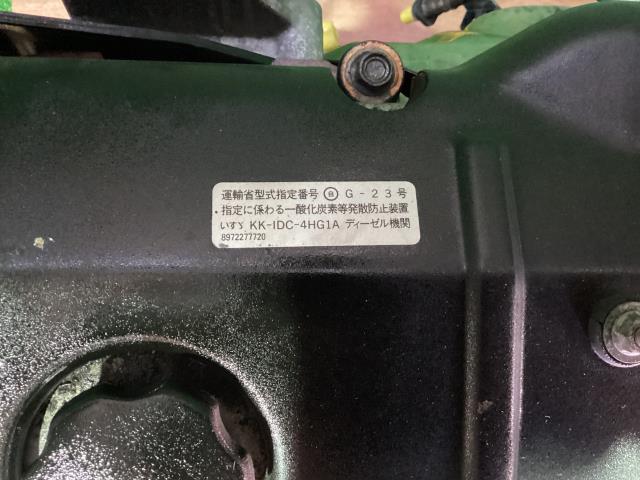 運輸省型式指定番号 Ⓑ G-23号
・指定に係わる一酸化炭素等発散防止装置
いすゞ KK-IDC-4HG1A ディーゼル機関
8972277720